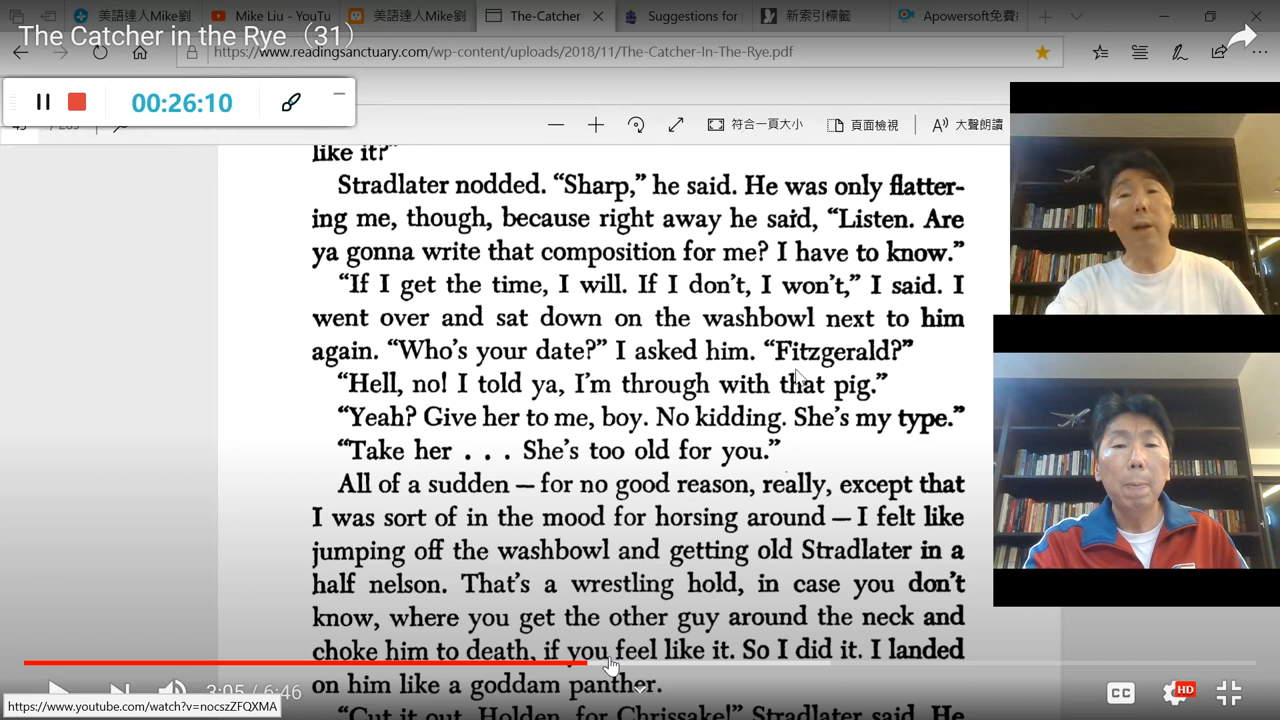 美語達人Mike劉
Mike Liu - YouTu
美語達人Mike劉
The-Catcher
Suggestions for
新索引標籤
Apowersoft免費
The Catcher in the Rye（31）
https://www.readingsanctuary.com/wp-content/uploads/2018/11/The-Catcher-In-The-Rye.pdf
00:26:10
符合一頁大小
頁面檢視
大聲朗讀
like it?”
Stradlater nodded. “Sharp,” he said. He was only flatter-
ing me, though, because right away he said, “Listen. Are
ya gonna write that composition for me? I have to know.”
“If I get the time, I will. If I don’t, I won’t,” I said. I
went over and sat down on the washbowl next to him
again. “Who’s your date?” I asked him. “Fitzgerald?”
“Hell, no! I told ya, I’m through with that pig.”
“Yeah? Give her to me, boy. No kidding. She’s my type.”
“Take her . . . She’s too old for you.”
All of a sudden — for no good reason, really, except that
I was sort of in the mood for horsing around — I felt like
jumping off the washbowl and getting old Stradlater in a
half nelson. That’s a wrestling hold, in case you don’t
know, where you get the other guy around the neck and
choke him to death, if you feel like it. So I did it. I landed
on him like a goddam panther.
“Cut it out, Holden, for Chrissake!” Stradlater said. He
3:05 / 6:46
CC
HD
https://www.youtube.com/watch?v=nocszZFQXMA